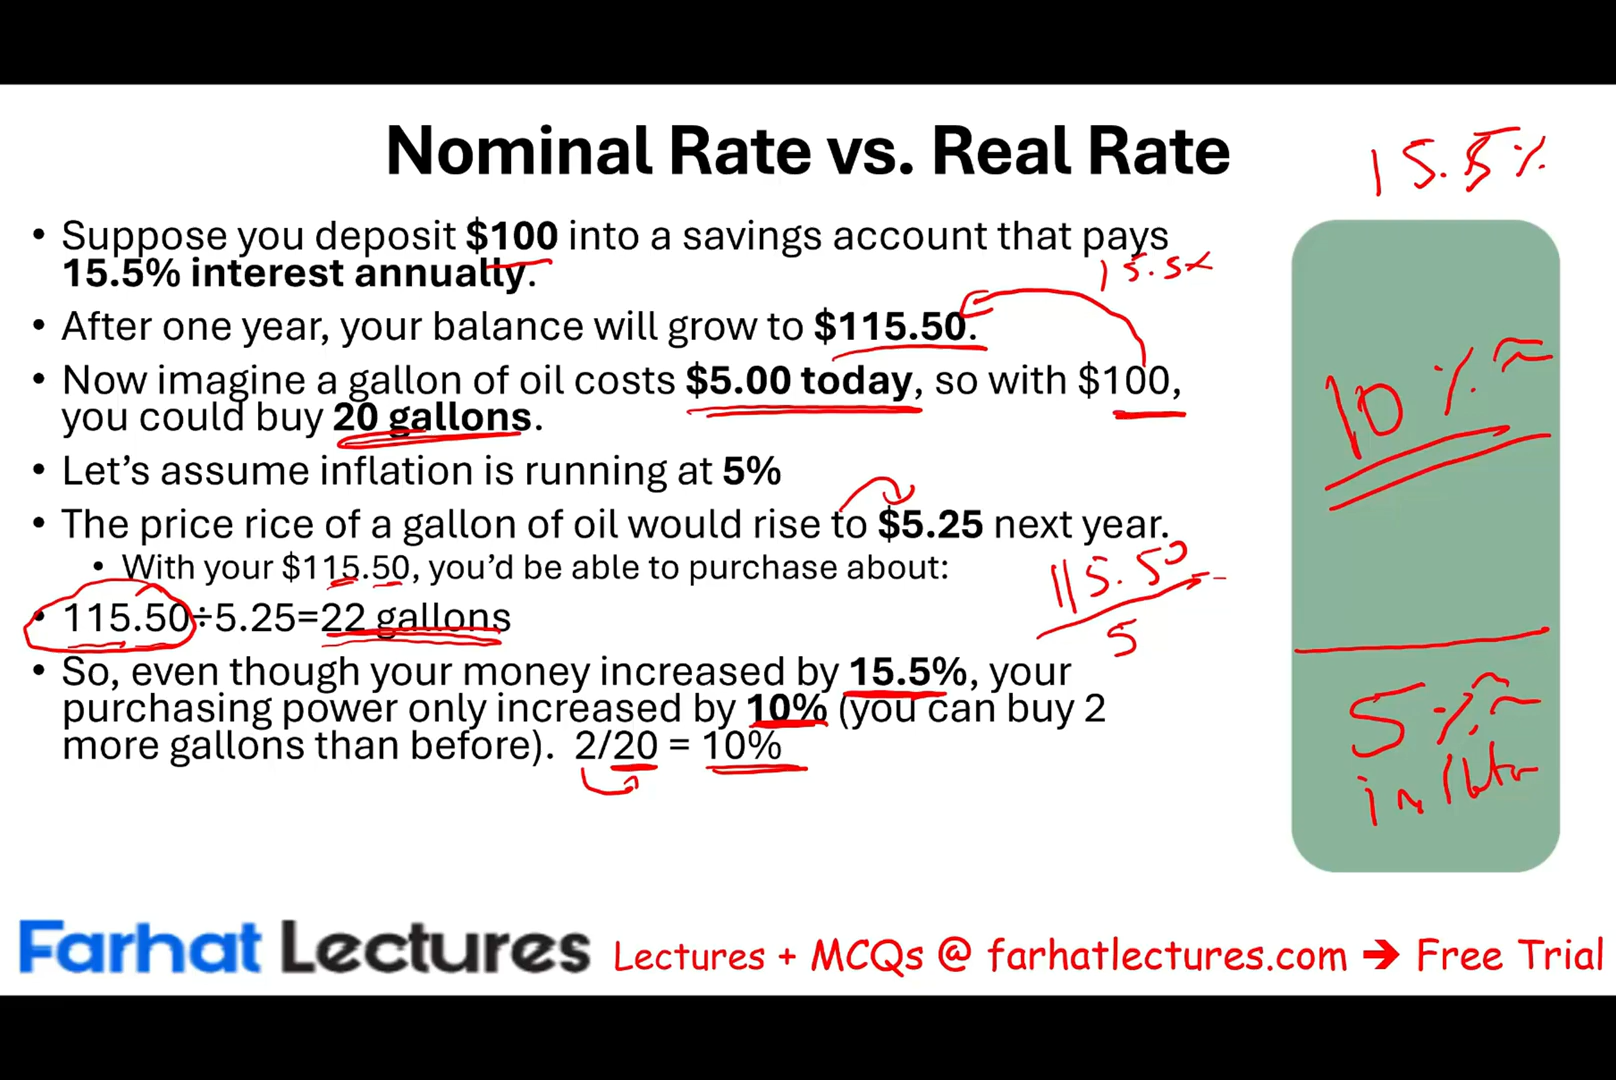 Nominal Rate vs. Real Rate
15.5%
• Suppose you deposit $100 into a savings account that pays
15.5% interest annually.
15.5%
• After one year, your balance will grow to $115.50.
• Now imagine a gallon of oil costs $5.00 today, so with $100,
you could buy 20 gallons.
10% ≈
• Let’s assume inflation is running at 5%
• The price rice of a gallon of oil would rise to $5.25 next year.
• With your $115.50, you’d be able to purchase about:
115.50
5
• 115.50÷5.25=22 gallons
• So, even though your money increased by 15.5%, your
purchasing power only increased by 10% (you can buy 2
more gallons than before). 2/20 = 10%
5% ≈
inflation
Farhat Lectures
Lectures + MCQs @ farhatlectures.com ➔ Free Trial